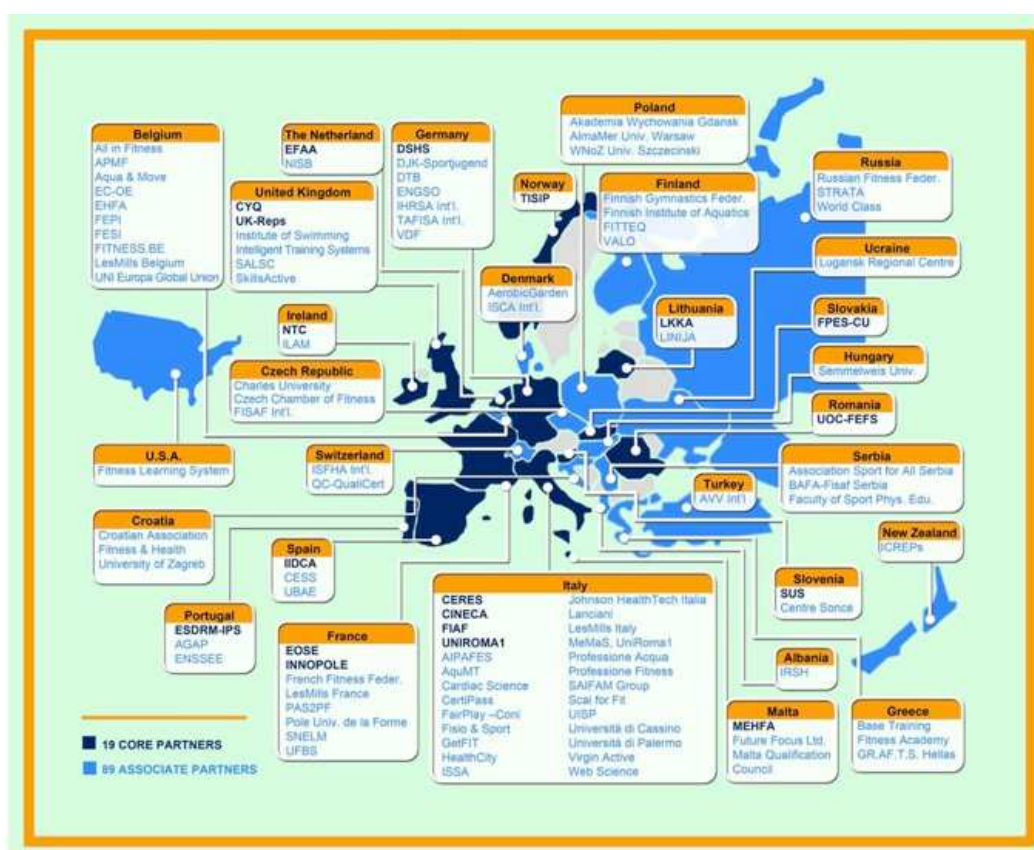 Belgium
All in Fitness
APMF
Aqua & Move
EC-OE
EHFA
FEPI
FESI
FITNESS.BE
LesMills Belgium
UNI Europa Global Union
The Netherland
EFAA
NISB
United Kingdom
CYQ
UK-Reps
Institute of Swimming
Intelligent Training Systems
SALSC
SkillsActive
Germany
DSHS
DJK-Sportjugend
DTB
ENGSO
IHRSA Int'l.
TAFISA Int'l.
VDF
Norway
TISIP
Poland
Akademia Wychowania Gdansk
AlmaMer Univ. Warsaw
WNoZ Univ. Szczecinski
Finland
Finnish Gymnastics Feder.
Finnish Institute of Aquatics
FITTEQ
VALO
Russia
Russian Fitness Feder.
STRATA
World Class
Ucraine
Lugansk Regional Centre
Denmark
AerobicGarden
ISCA Int'l.
Lithuania
LKKA
LINIJA
Slovakia
FPES-CU
Ireland
NTC
ILAM
Hungary
Semmelweis Univ.
Czech Republic
Charles University
Czech Chamber of Fitness
FISAF Int'l.
Romania
UOC-FEFS
U.S.A.
Fitness Learning System
Switzerland
ISFHA Int'l.
QC-QualiCert
Serbia
Association Sport for All Serbia
BAFA-Fisaf Serbia
Faculty of Sport Phys. Edu.
Turkey
AVV Int'l
Croatia
Croatian Association
Fitness & Health
University of Zagreb
Spain
IIDCA
CESS
UBAE
New Zealand
ICREPs
Slovenia
SUS
Centre Sonce
Portugal
ESDRM-IPS
AGAP
ENSSEE
France
EOSE
INNOPOLE
French Fitness Feder.
LesMills France
PAS2PF
Pole Univ. de la Forme
SNELM
UFBS
Italy
CERES
CINECA
FIAF
UNIROMA1
AIPAFES
AquMT
Cardiac Science
CertiPass
FairPlay –Coni
Fisio & Sport
GetFIT
HealthCity
ISSA
Johnson HealthTech Italia
Lanciani
LesMills Italy
MeMaS, UniRoma1
Professione Acqua
Professione Fitness
SAIFAM Group
Scai for Fit
UISP
Università di Cassino
Università di Palermo
Virgin Active
Web Science
Albania
IRSH
Malta
MEHFA
Future Focus Ltd.
Malta Qualification
Council
Greece
Base Training
Fitness Academy
GR.AF.T.S. Hellas
19 CORE PARTNERS
89 ASSOCIATE PARTNERS